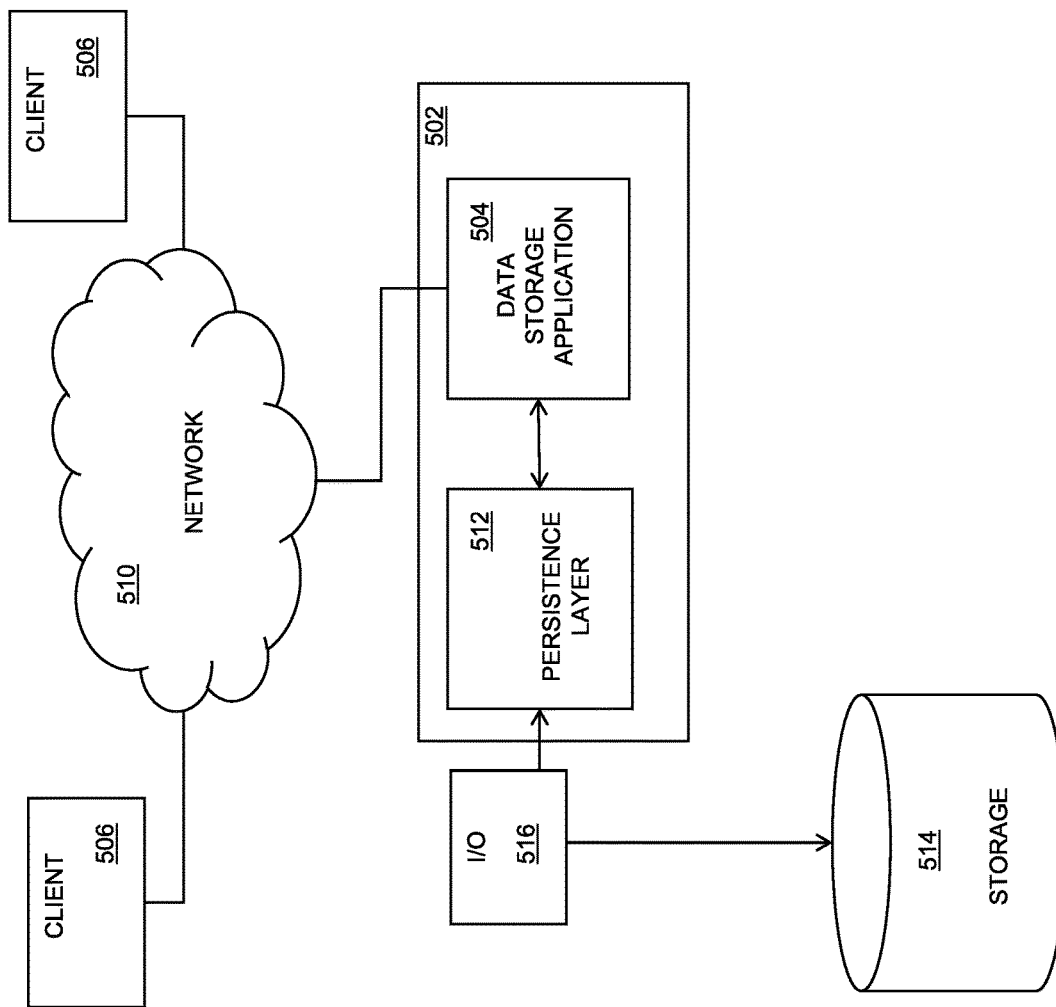 CLIENT
506
CLIENT
506
510
NETWORK
502
512
PERSISTENCE
LAYER
504
DATA
STORAGE
APPLICATION
I/O
516
514
STORAGE